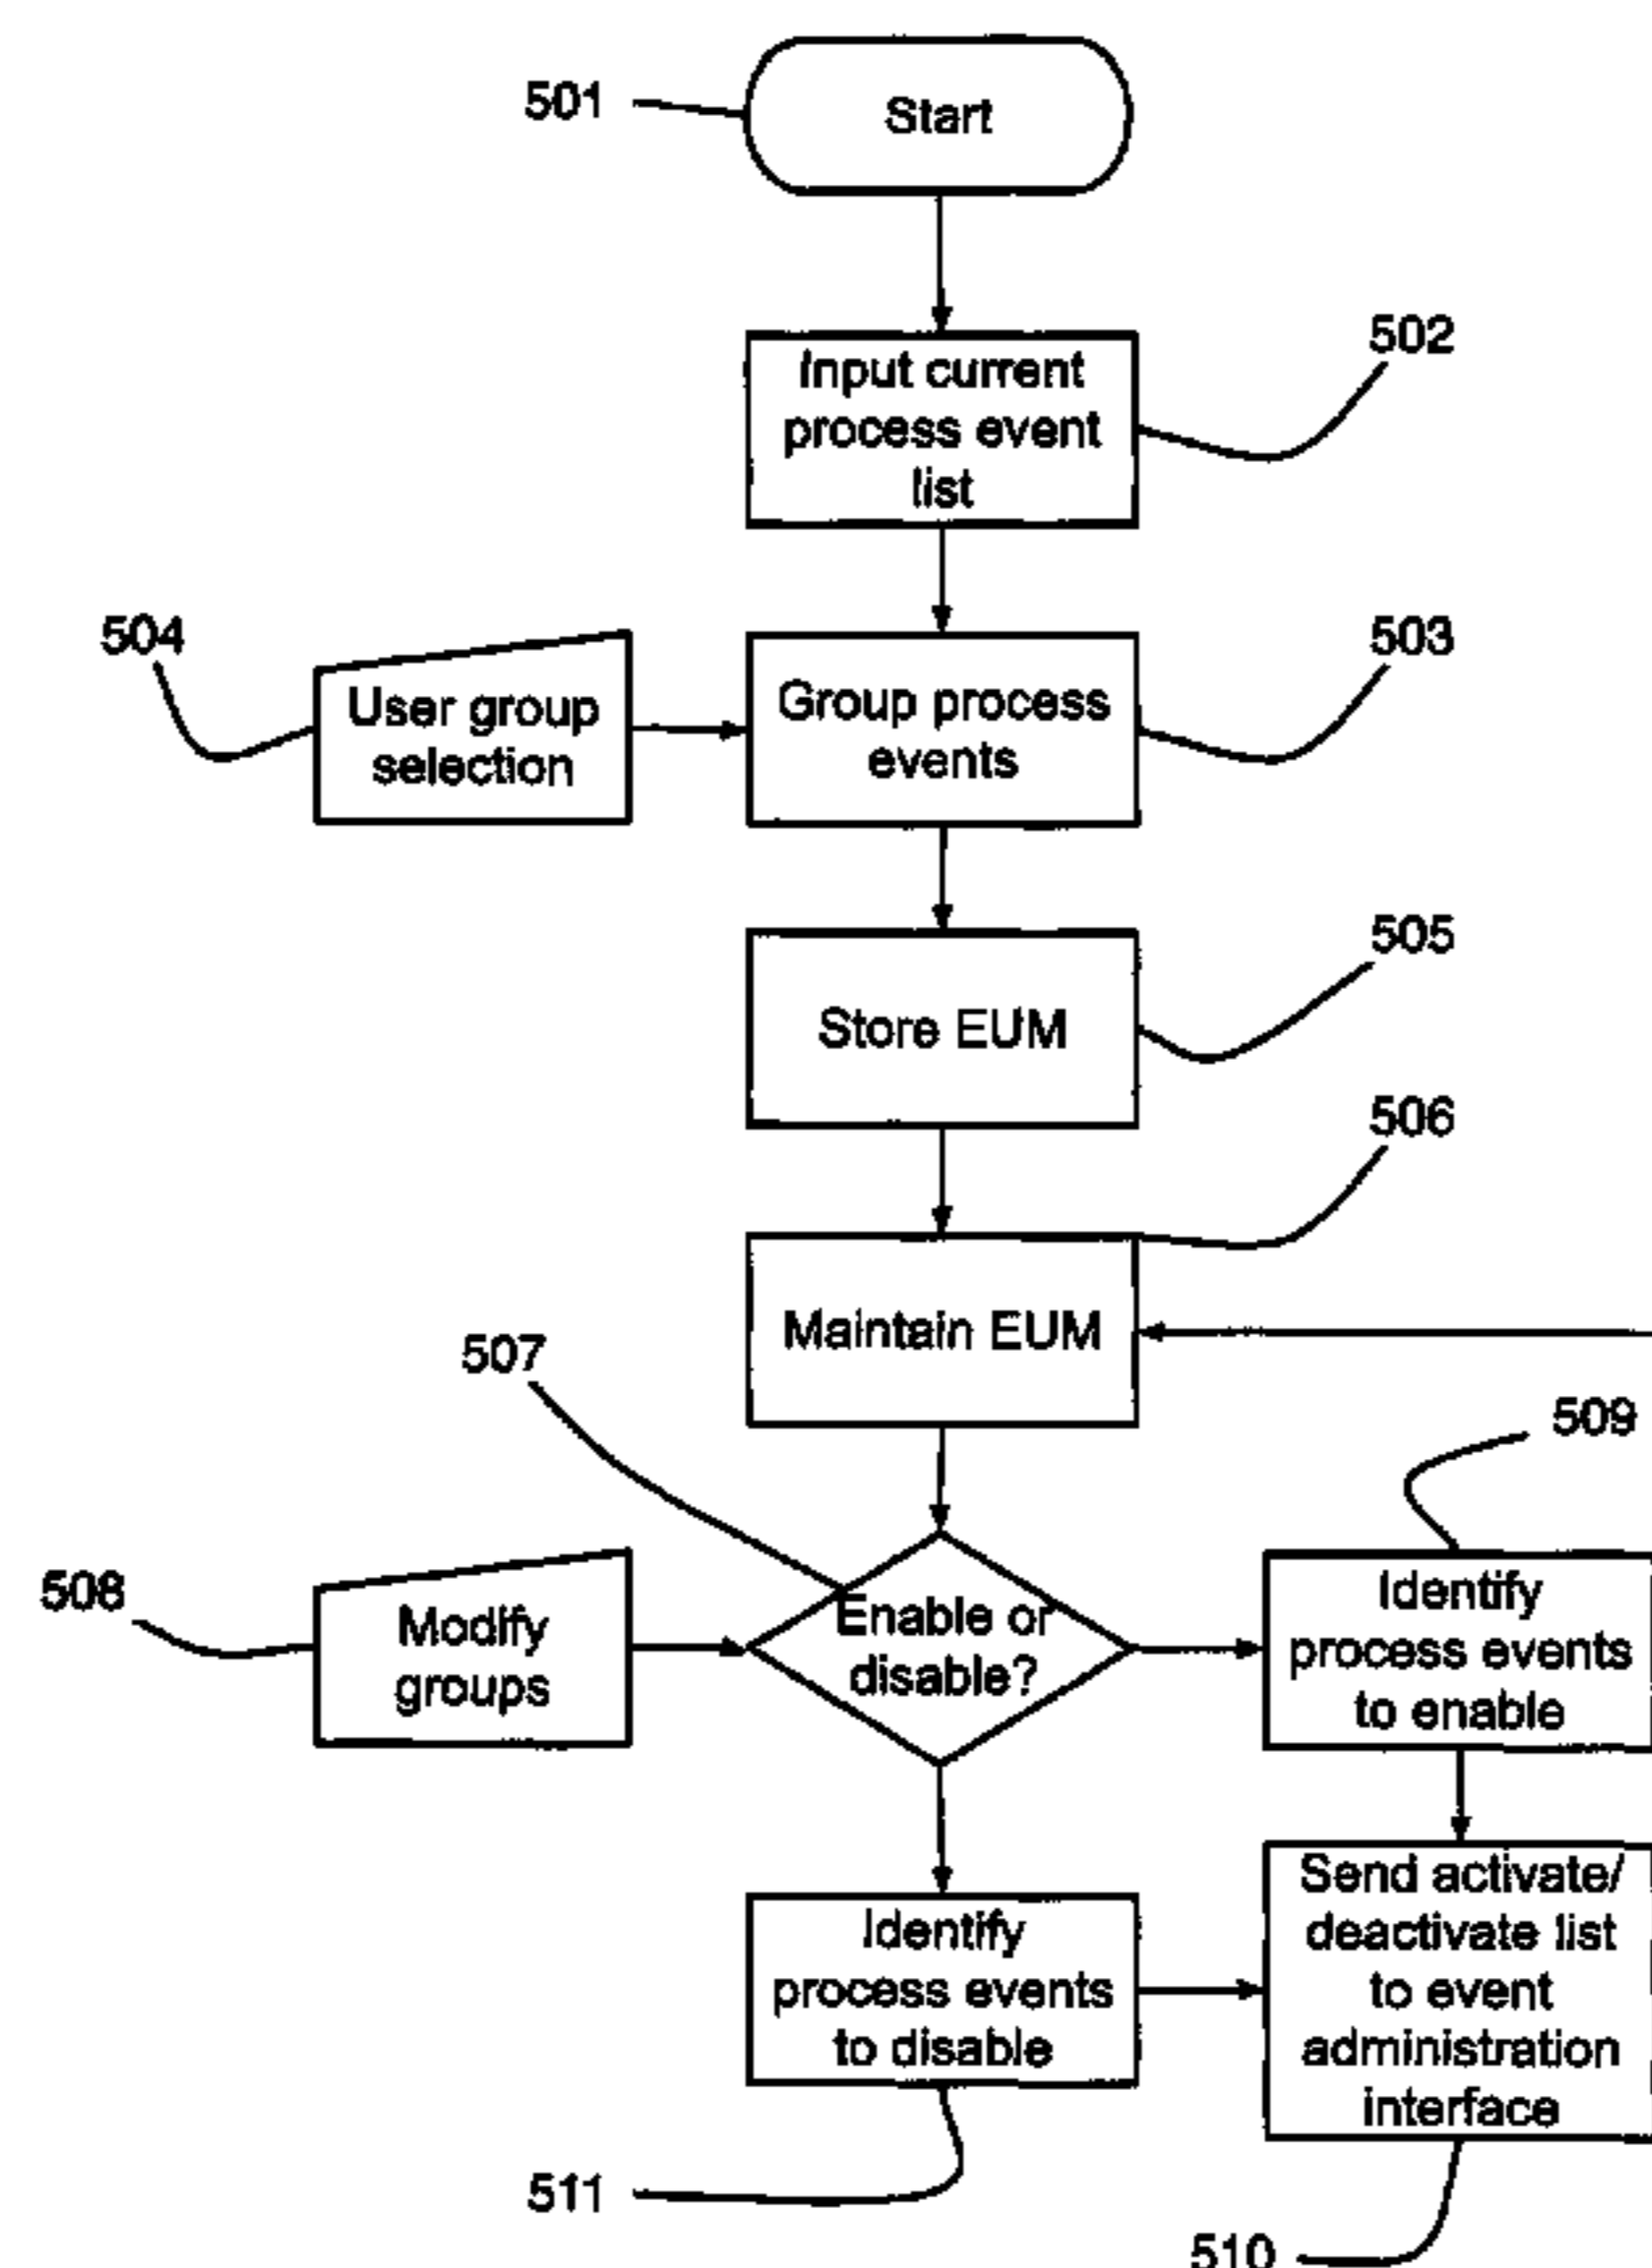 501
Start
502
Input current
process event
list
504
User group
selection
503
Group process
events
505
Store EUM
506
Maintain EUM
507
509
508
Modify
groups
Enable or
disable?
Identify
process events
to enable
Identify
process events
to disable
Send activate/
deactivate list
to event
administration
interface
511
510